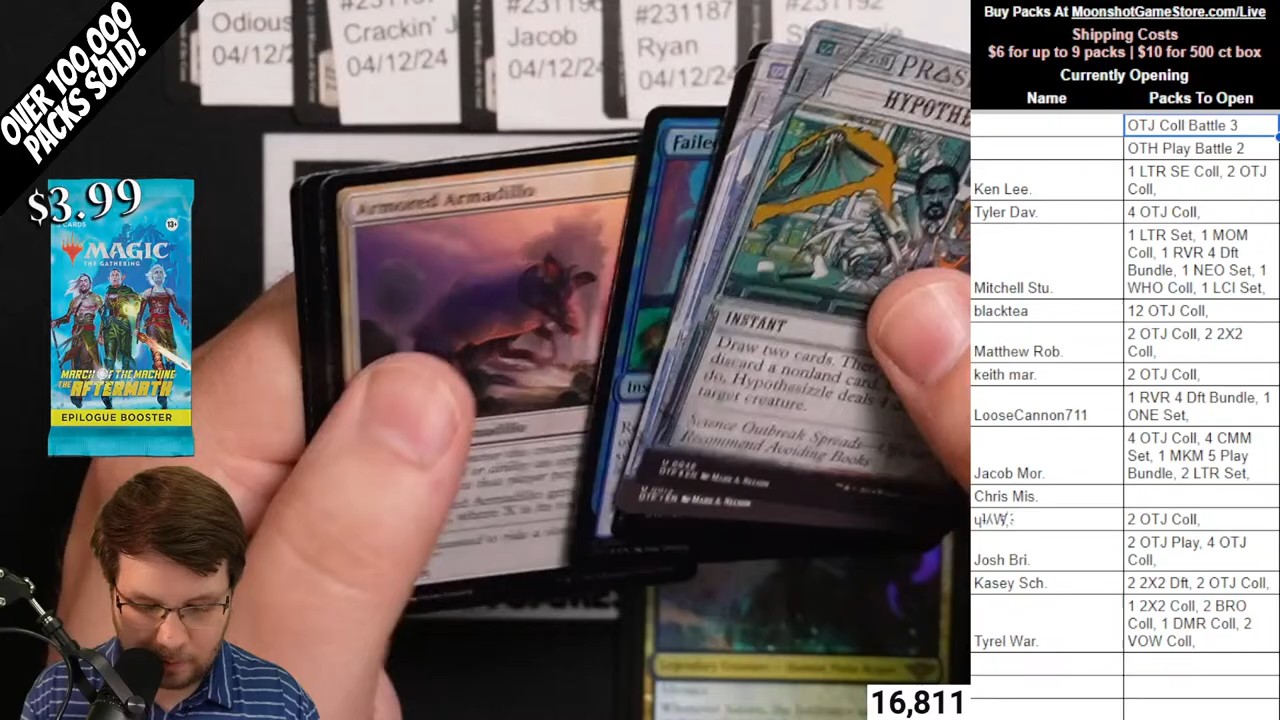 OVER 100,000
PACKS SOLD!
$3.99
CARDS
13+
MAGIC
THE GATHERING
MARCH OF THE MACHINE
THE AFTERMATH
EPILOGUE BOOSTER
Odious
04/12/24
Crackin' J
04/12/24
Jacob
04/12/24
#231187
Ryan
04/12/24
Armored Armadillo
Failed
HYPOTHE
INSTANT
Draw two cards. Then
discard a nonland card.
do, Hypothesizzle deals 4
target creature.
Science Outbreak Spreads
Recommend Avoiding Books
16,811
Buy Packs At MoonshotGameStore.com/Live
Shipping Costs
$6 for up to 9 packs | $10 for 500 ct box
Currently Opening
Name Packs To Open
OTJ Coll Battle 3
OTH Play Battle 2
Ken Lee. 1 LTR SE Coll, 2 OTJ
Coll,
Tyler Dav. 4 OTJ Coll,
1 LTR Set, 1 MOM
Coll, 1 RVR 4 Dft
Bundle, 1 NEO Set, 1
Mitchell Stu. WHO Coll, 1 LCI Set,
blacktea 12 OTJ Coll,
2 OTJ Coll, 2 2X2
Matthew Rob. Coll,
keith mar. 2 OTJ Coll,
1 RVR 4 Dft Bundle, 1
LooseCannon711 ONE Set,
4 OTJ Coll, 4 CMM
Set, 1 MKM 5 Play
Jacob Mor. Bundle, 2 LTR Set,
Chris Mis.
2 OTJ Coll,
2 OTJ Play, 4 OTJ
Josh Bri. Coll,
Kasey Sch. 2 2X2 Dft, 2 OTJ Coll,
1 2X2 Coll, 2 BRO
Coll, 1 DMR Coll, 2
Tyrel War. VOW Coll,